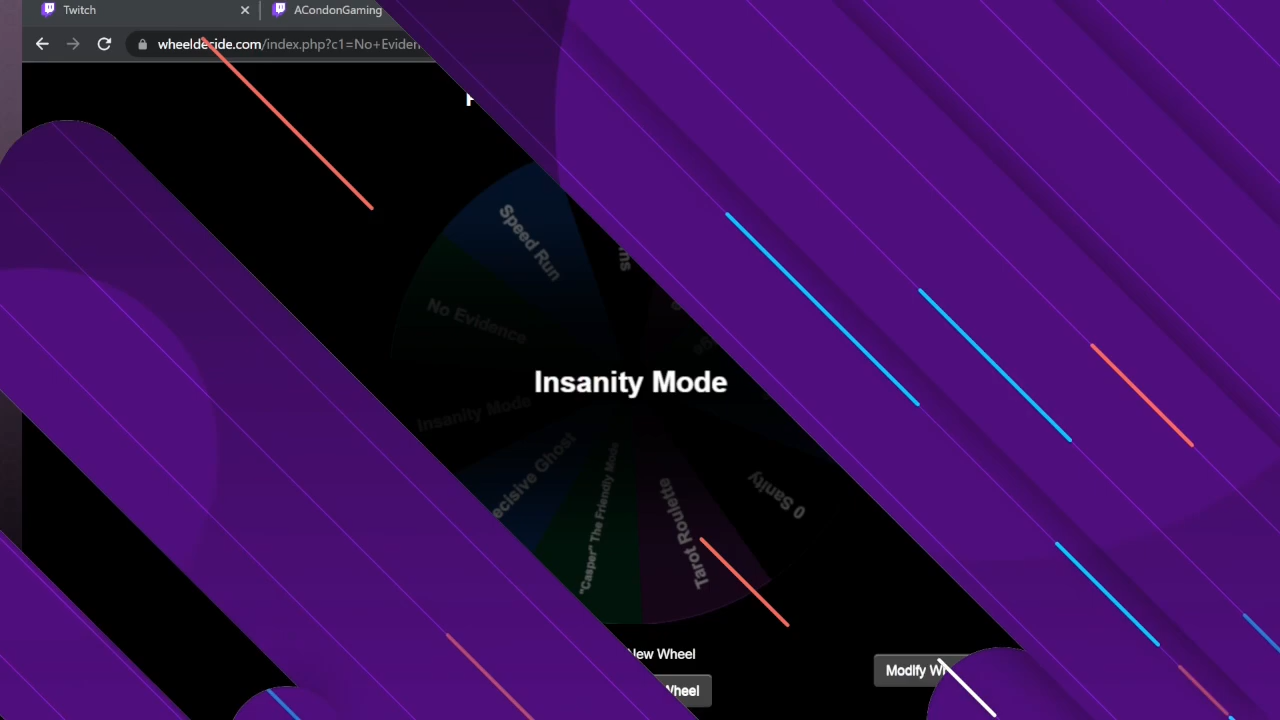 Twitch
ACondonGaming
wheeldecide.com/index.php?c1=No+Eviden
Speed Run
No Evidence
Insanity Mode
Insanity Mode
ecisive Ghost
"Casper" The Friendly Mode
Tarot Roulette
0 Sanity
New Wheel
Wheel
Modify